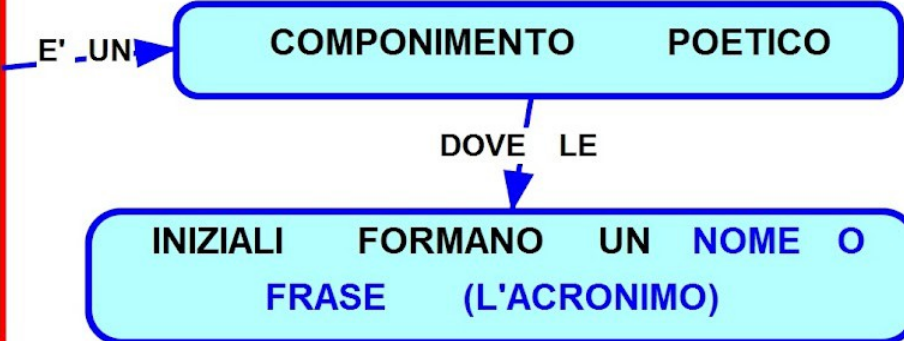 E' UN
COMPONIMENTO POETICO
DOVE LE
INIZIALI FORMANO UN NOME O
FRASE (L'ACRONIMO)